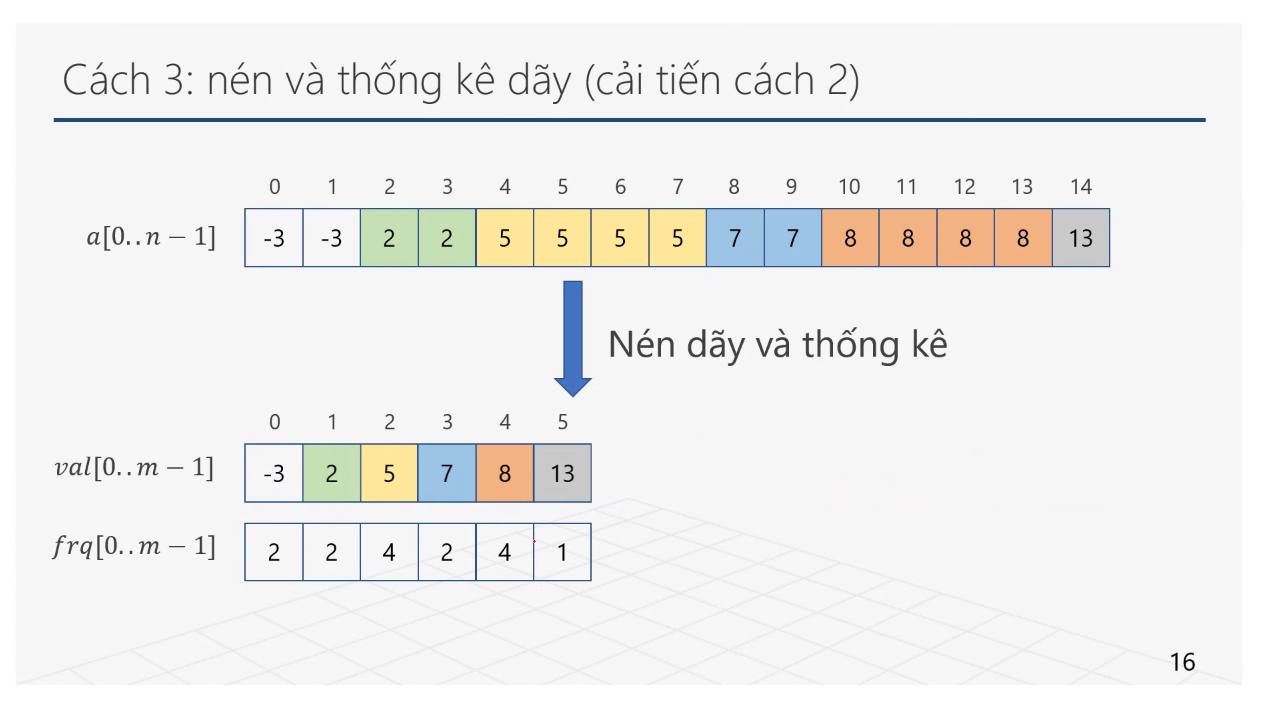 Cách 3: nén và thống kê dãy (cải tiến cách 2)
0 1 2 3 4 5 6 7 8 9 10 11 12 13 14
a[0..n − 1] -3 -3 2 2 5 5 5 5 7 7 8 8 8 8 13
Nén dãy và thống kê
0 1 2 3 4 5
val[0..m − 1] -3 2 5 7 8 13
frq[0..m − 1] 2 2 4 2 4 1
16